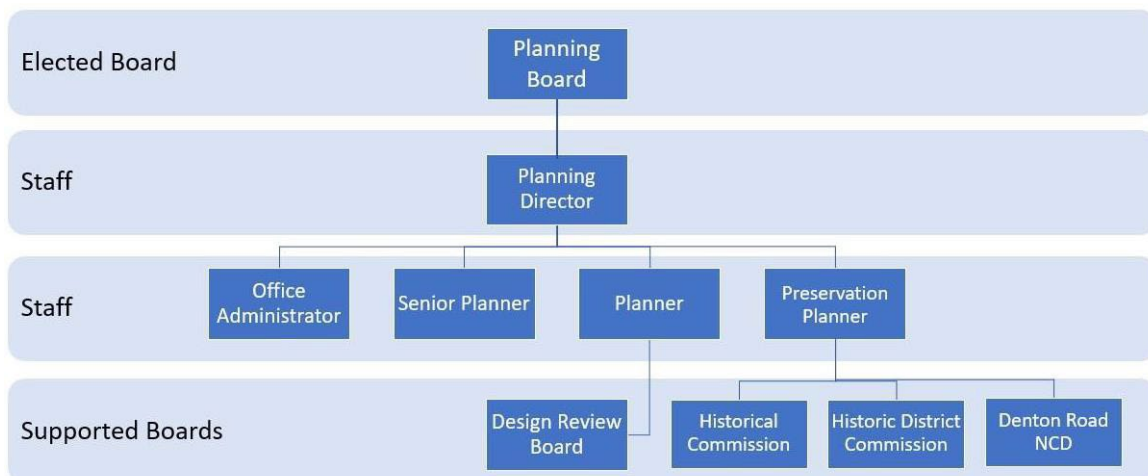 Elected Board
Planning
Board
Staff
Planning
Director
Staff
Office
Administrator
Senior Planner
Planner
Preservation
Planner
Supported Boards
Design Review
Board
Historical
Commission
Historic District
Commission
Denton Road
NCD